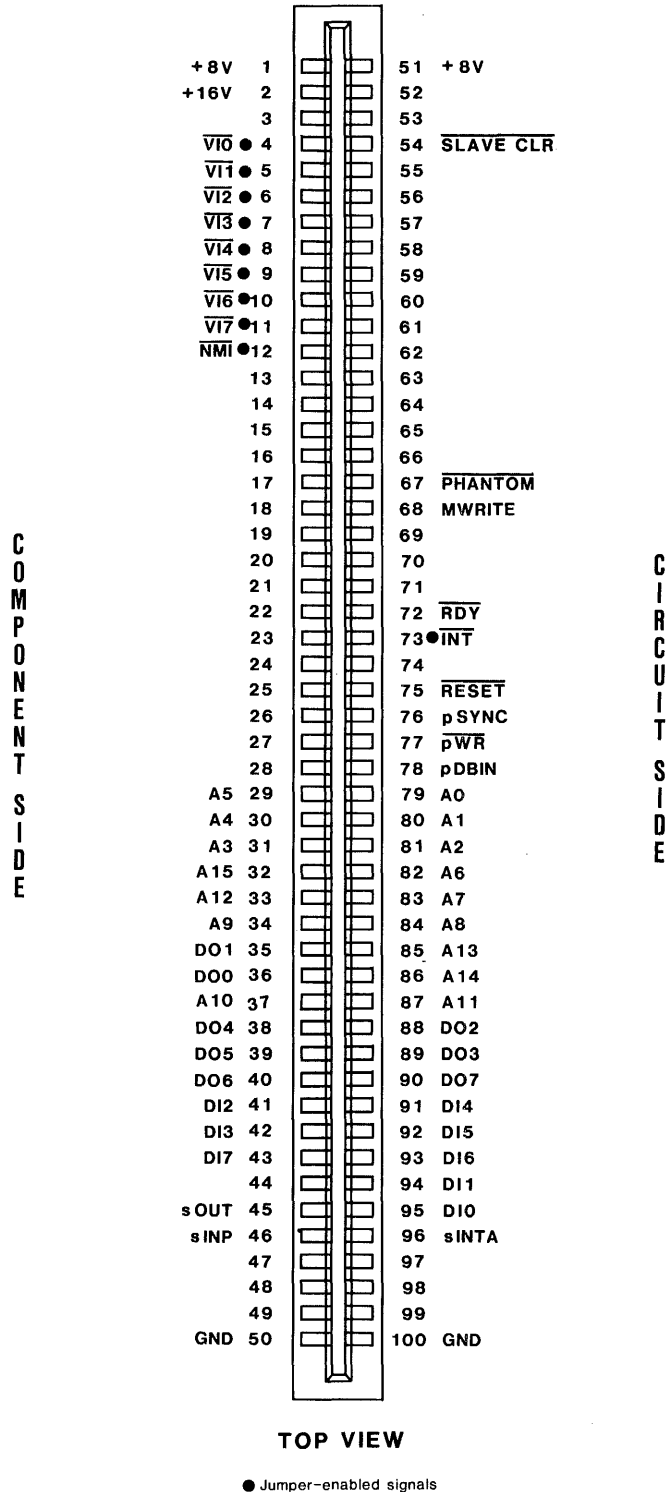 +8V 1 51 +8V
+16V 2 52
3 53
VI0 ● 4 54 SLAVE CLR
VI1 ● 5 55
VI2 ● 6 56
VI3 ● 7 57
VI4 ● 8 58
VI5 ● 9 59
VI6 ● 10 60
VI7 ● 11 61
NMI ● 12 62
13 63
14 64
15 65
16 66
17 67 PHANTOM
18 68 MWRITE
19 69
20 70
21 71
22 72 RDY
23 73 ● INT
24 74
25 75 RESET
26 76 pSYNC
27 77 pWR
28 78 pDBIN
A5 29 79 A0
A4 30 80 A1
A3 31 81 A2
A15 32 82 A6
A12 33 83 A7
A9 34 84 A8
DO1 35 85 A13
DO0 36 86 A14
A10 37 87 A11
DO4 38 88 DO2
DO5 39 89 DO3
DO6 40 90 DO7
DI2 41 91 DI4
DI3 42 92 DI5
DI7 43 93 DI6
44 94 DI1
sOUT 45 95 DI0
sINP 46 96 sINTA
47 97
48 98
49 99
GND 50 100 GND
COMPONENT SIDE
CIRCUIT SIDE
TOP VIEW
● Jumper-enabled signals